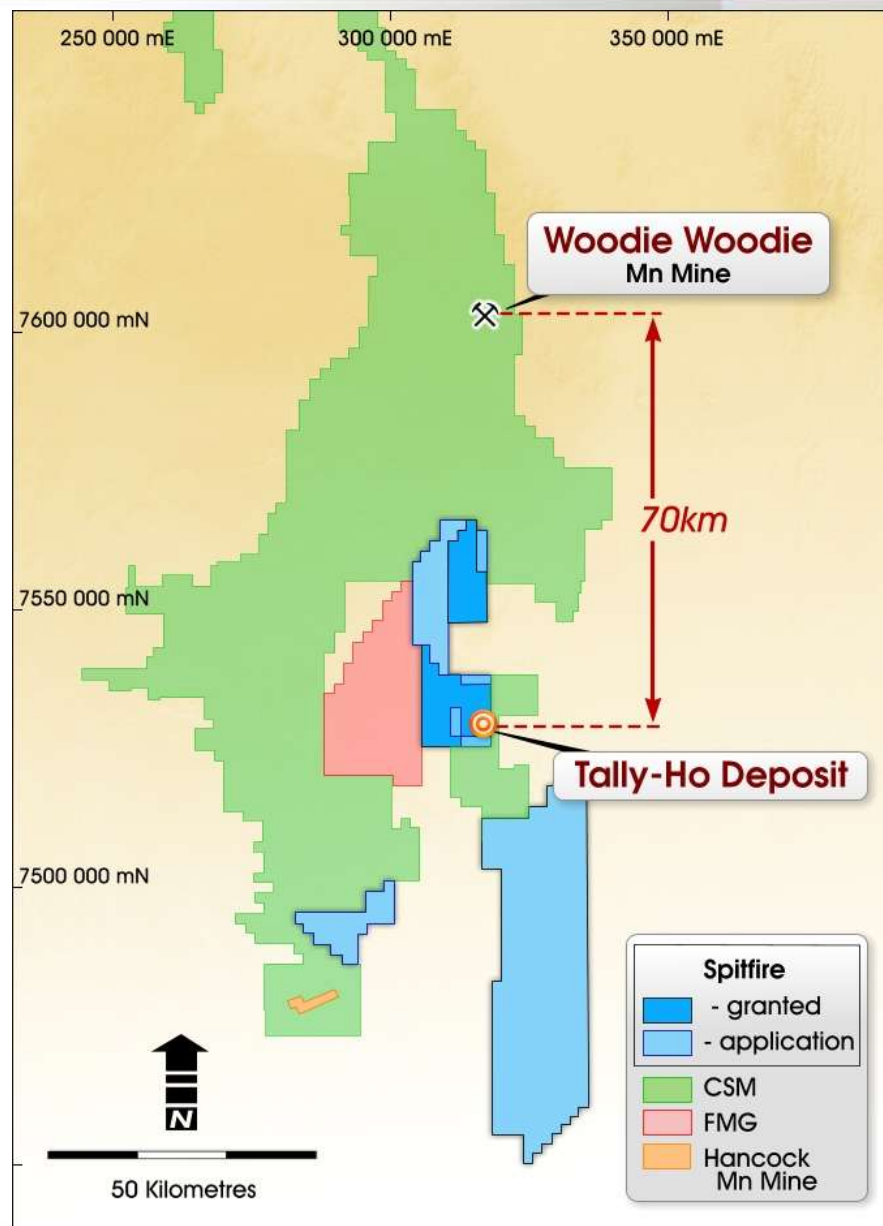 250 000 mE
300 000 mE
350 000 mE
Woodie Woodie
Mn Mine
7600 000 mN
70km
7550 000 mN
Tally-Ho Deposit
7500 000 mN
Spitfire
- granted
- application
CSM
FMG
Hancock
Mn Mine
N
50 Kilometres